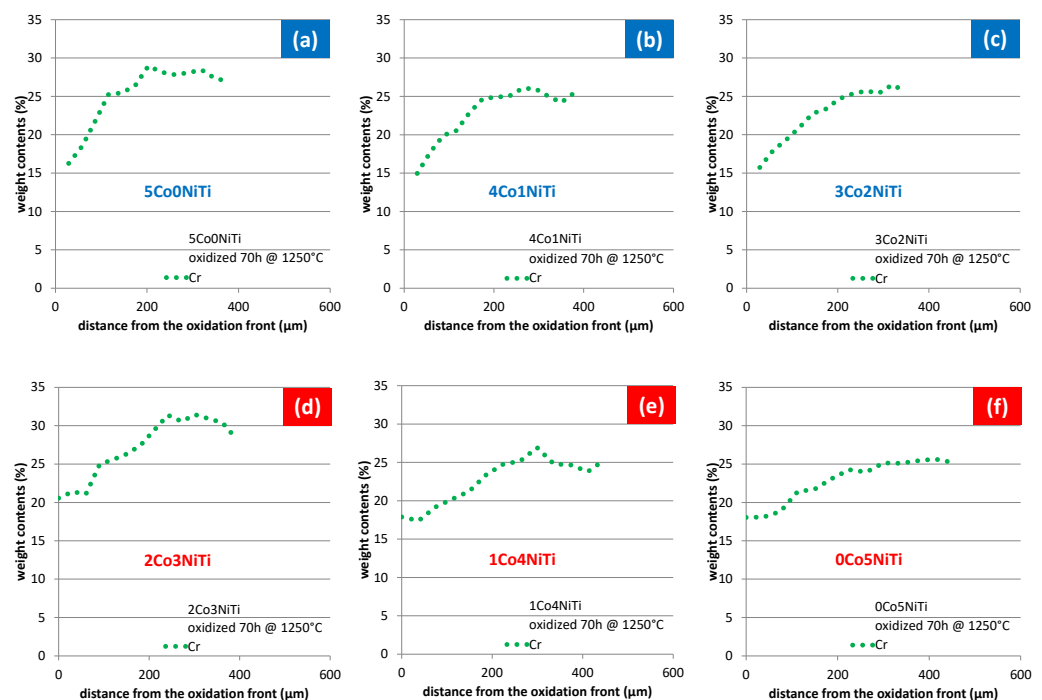 (a)
35
30
25
20
15
10
5
0
weight contents (%)
5Co0NiTi
5Co0NiTi
oxidized 70h @ 1250°C
Cr
0 200 400 600
distance from the oxidation front (µm)
(b)
35
30
25
20
15
10
5
0
weight contents (%)
4Co1NiTi
4Co1NiTi
oxidized 70h @ 1250°C
Cr
0 200 400 600
distance from the oxidation front (µm)
(c)
35
30
25
20
15
10
5
0
weight contents (%)
3Co2NiTi
3Co2NiTi
oxidized 70h @ 1250°C
Cr
0 200 400 600
distance from the oxidation front (µm)
(d)
35
30
25
20
15
10
5
0
weight contents (%)
2Co3NiTi
2Co3NiTi
oxidized 70h @ 1250°C
Cr
0 200 400 600
distance from the oxidation front (µm)
(e)
35
30
25
20
15
10
5
0
weight contents (%)
1Co4NiTi
1Co4NiTi
oxidized 70h @ 1250°C
Cr
0 200 400 600
distance from the oxidation front (µm)
(f)
35
30
25
20
15
10
5
0
weight contents (%)
0Co5NiTi
0Co5NiTi
oxidized 70h @ 1250°C
Cr
0 200 400 600
distance from the oxidation front (µm)